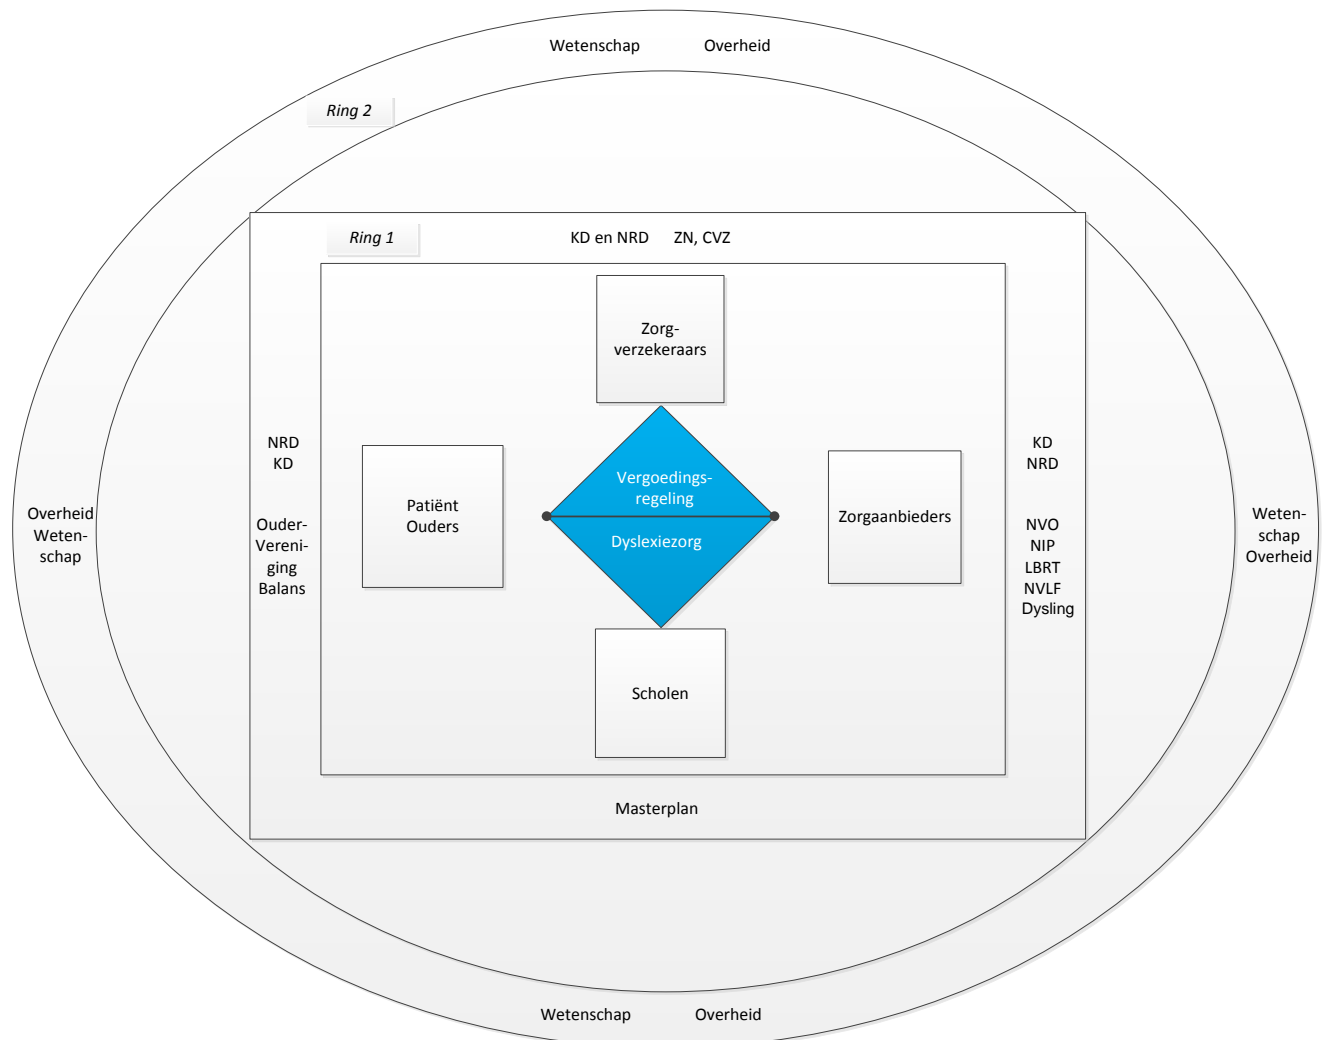 Wetenschap Overheid
Ring 2
Ring 1
KD en NRD ZN, CVZ
Zorg-
verzekeraars
NRD
KD
Ouder-
Vereni-
ging
Balans
Overheid
Weten-
schap
Patiënt
Ouders
Vergoedings-
regeling
Dyslexiezorg
Zorgaanbieders
KD
NRD
NVO
NIP
LBRT
NVLF
Dysling
Weten-
schap
Overheid
Scholen
Masterplan
Wetenschap Overheid